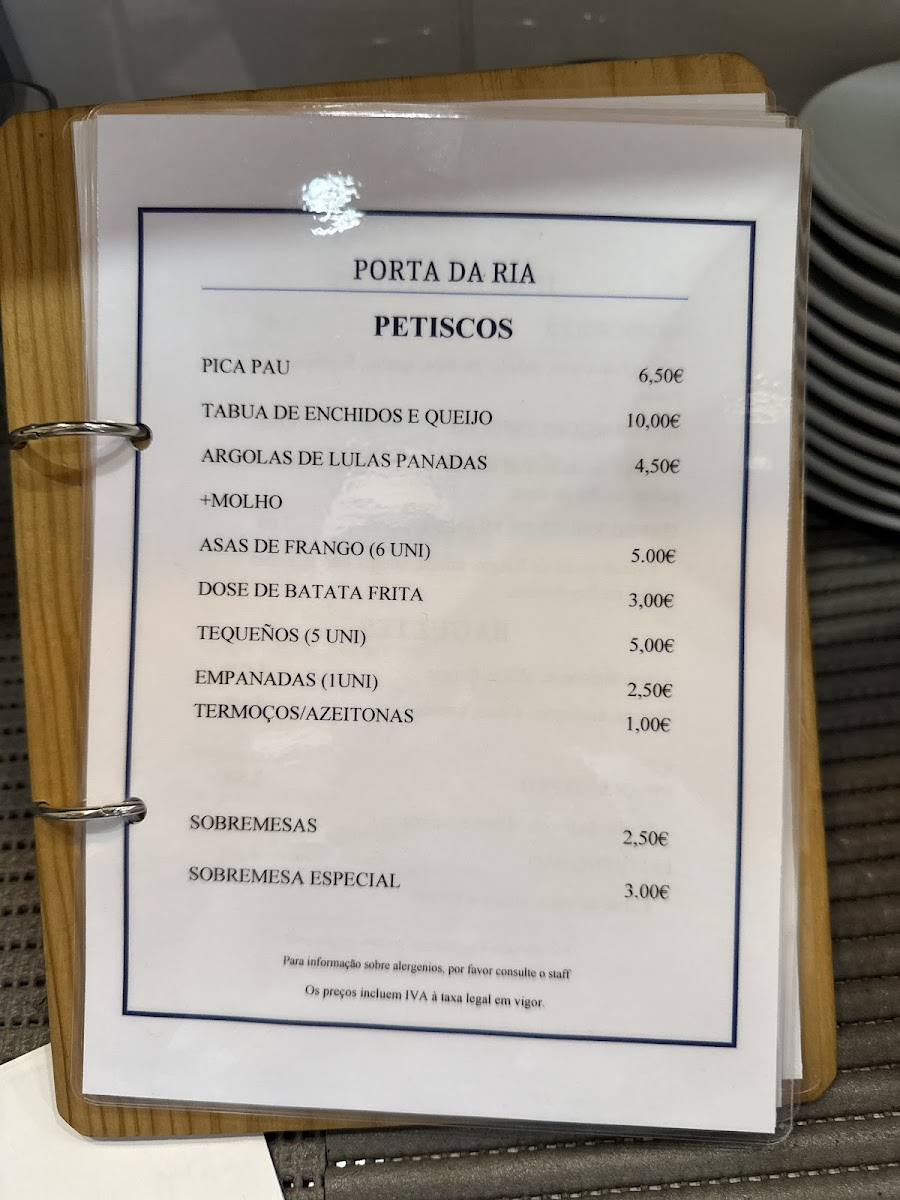 PORTA DA RIA
PETISCOS
PICA PAU 6,50€
TABUA DE ENCHIDOS E QUEIJO 10,00€
ARGOLAS DE LULAS PANADAS 4,50€
+MOLHO
ASAS DE FRANGO (6 UNI) 5.00€
DOSE DE BATATA FRITA 3,00€
TEQUEÑOS (5 UNI) 5,00€
EMPANADAS (1UNI) 2,50€
TERMOÇOS/AZEITONAS 1,00€
SOBREMESAS 2,50€
SOBREMESA ESPECIAL 3.00€
Para informação sobre alergenios, por favor consulte o staff
Os preços incluem IVA à taxa legal em vigor.